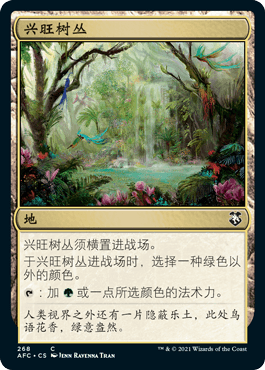 兴旺树丛
地
兴旺树丛须横置进战场。
于兴旺树丛进战场时，选择一种绿色以
外的颜色。
：加或一点所选颜色的法术力。
人类视界之外还有一片隐蔽乐土，此处鸟
语花香，绿意盎然。
268 C
AFC • CS JENN RAVENNA TRAN
™ & © 2021 Wizards of the Coast